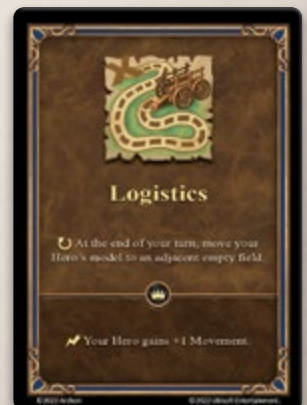 Logistics
At the end of your turn, move your
Hero's model to an adjacent empty field.
Your Hero gains +1 Movement.